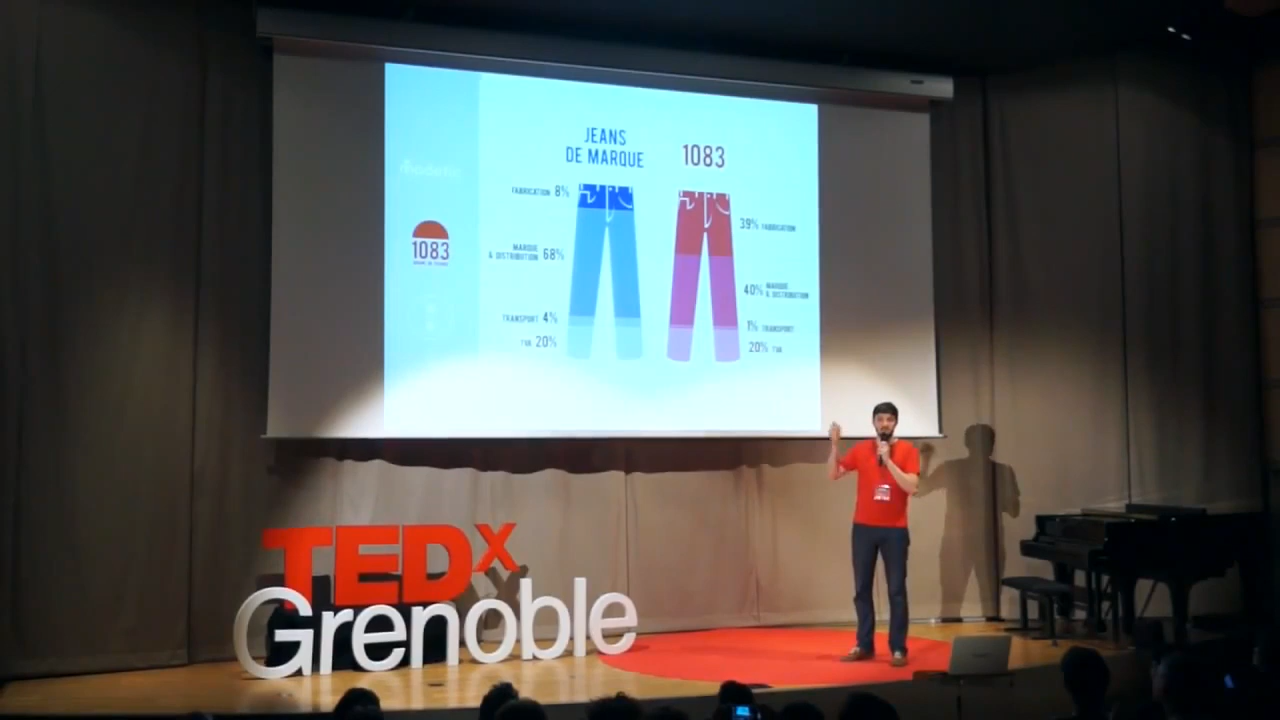 JEANS
DE MARQUE
1083
FABRICATION 8%
39% FABRICATION
1083
MARQUE
& DISTRIBUTION 68%
40% MARQUE
& DISTRIBUTION
TRANSPORT 4%
1% TRANSPORT
TVA 20%
20% TVA
TEDx
Grenoble